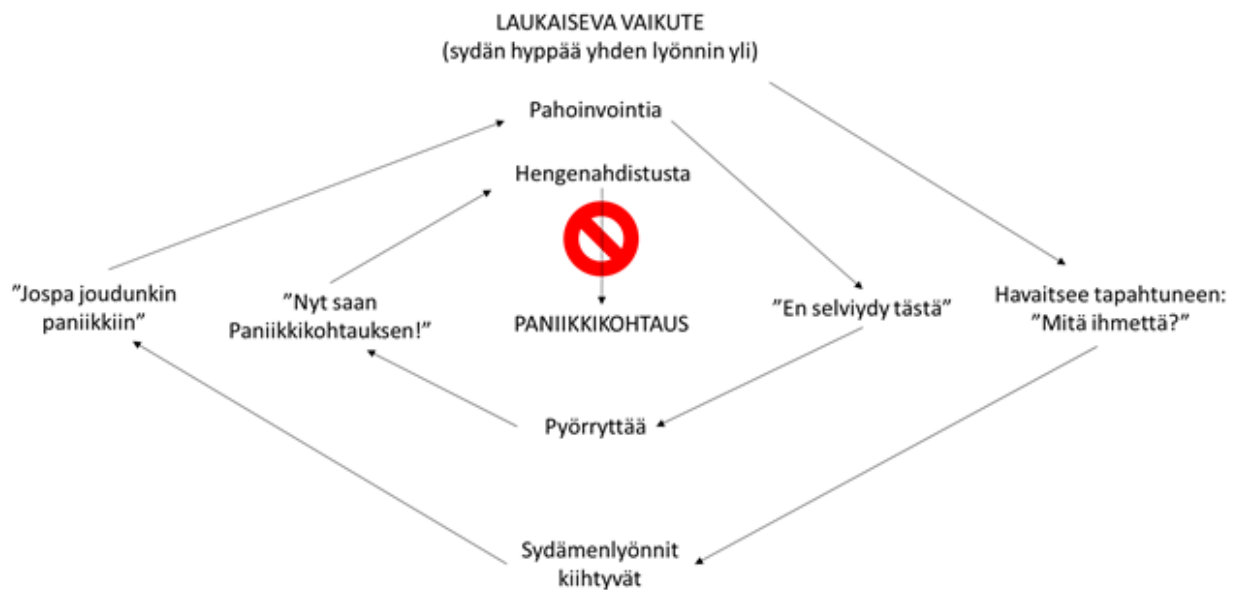 LAUKAISEVA VAIKUTE
(sydän hyppää yhden lyönnin yli)
Pahoinvointia
Hengenahdistusta
”Jospa joudunkin
paniikkiin”
”Nyt saan
Paniikkikohtauksen!”
PANIIKKIKOHTAUS
”En selviydy tästä”
Havaitsee tapahtuneen:
”Mitä ihmettä?”
Pyörryttää
Sydämenlyönnit
kiihtyvät